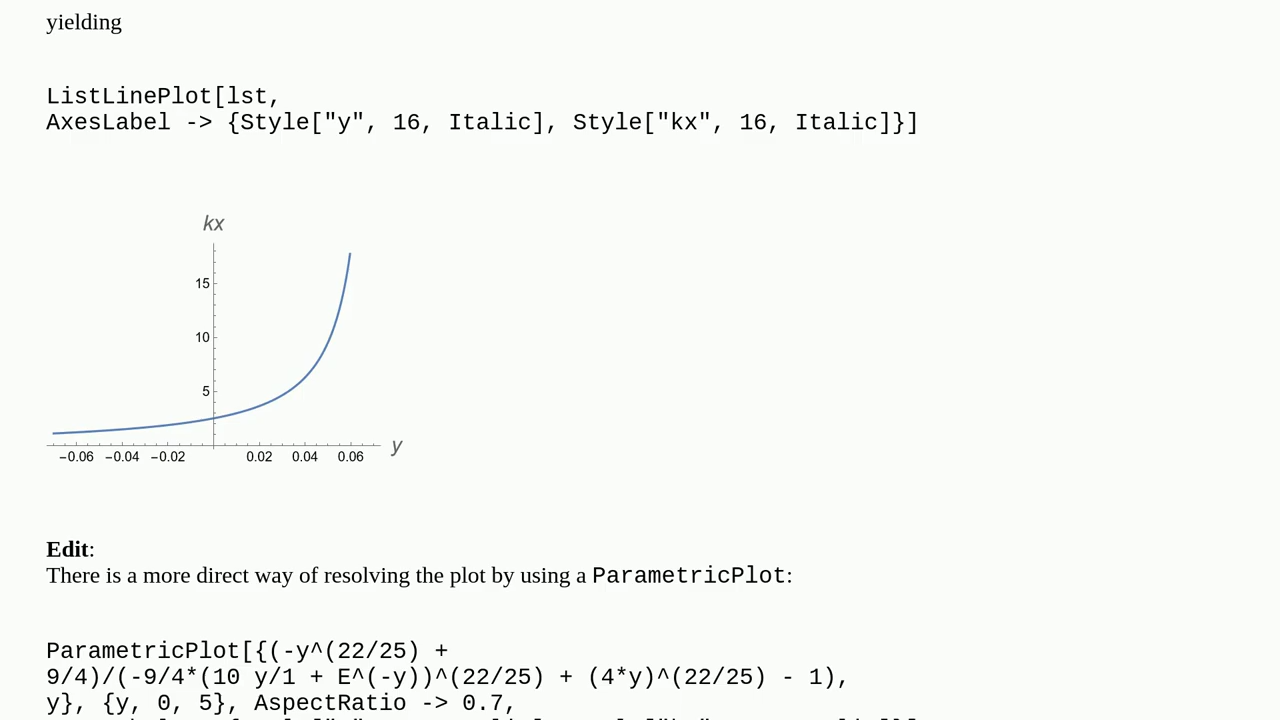 yielding
ListLinePlot[lst,
AxesLabel -> {Style["y", 16, Italic], Style["kx", 16, Italic]}]
kx
15
10
5
y
−0.06 −0.04 −0.02 0.02 0.04 0.06
Edit:
There is a more direct way of resolving the plot by using a ParametricPlot:
ParametricPlot[{(-y^(22/25) +
9/4)/(-9/4*(10 y/1 + E^(-y))^(22/25) + (4*y)^(22/25) - 1),
y}, {y, 0, 5}, AspectRatio -> 0.7,